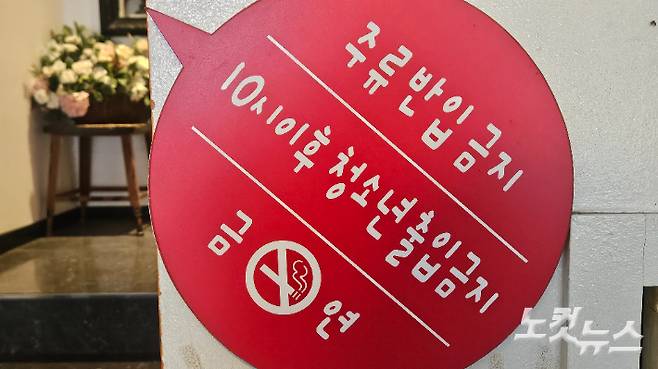 주류반입금지
10시이후 청소년출입금지
금 연
노컷뉴스